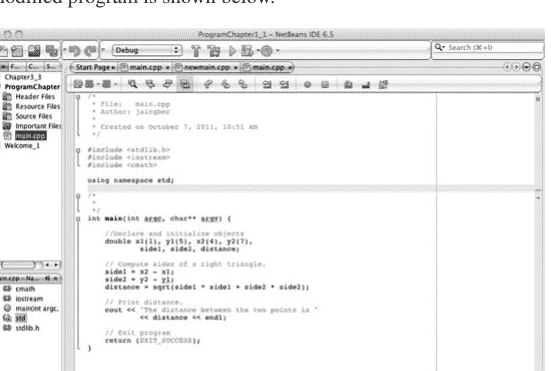 modified program is shown below.
ProgramChapter1_1 – NetBeans IDE 6.5
Debug
Search (⌘+I)
F... C... S...
Start Page main.cpp newmain.cpp main.cpp
Chapter3_3
ProgramChapter
Header Files
Resource Files
Source Files
Important Files
main.cpp
Welcome_1
/*
* File: main.cpp
* Author: jaingber
*
* Created on October 7, 2011, 10:51 AM
*/
#include <stdlib.h>
#include <iostream>
#include <cmath>
using namespace std;
/*
*
*/
int main(int argc, char** argv) {
//Declare and initialize objects
double x1(1), y1(5), x2(4), y2(7),
side1, side2, distance;
// Compute sides of a right triangle.
side1 = x2 - x1;
side2 = y2 - y1;
distance = sqrt(side1 * side1 + side2 * side2);
// Print distance.
cout << "The distance between the two points is "
<< distance << endl;
// Exit program
return (EXIT_SUCCESS);
}
main.cpp - Na...
cmath
iostream
main(int argc,
std
stdlib.h